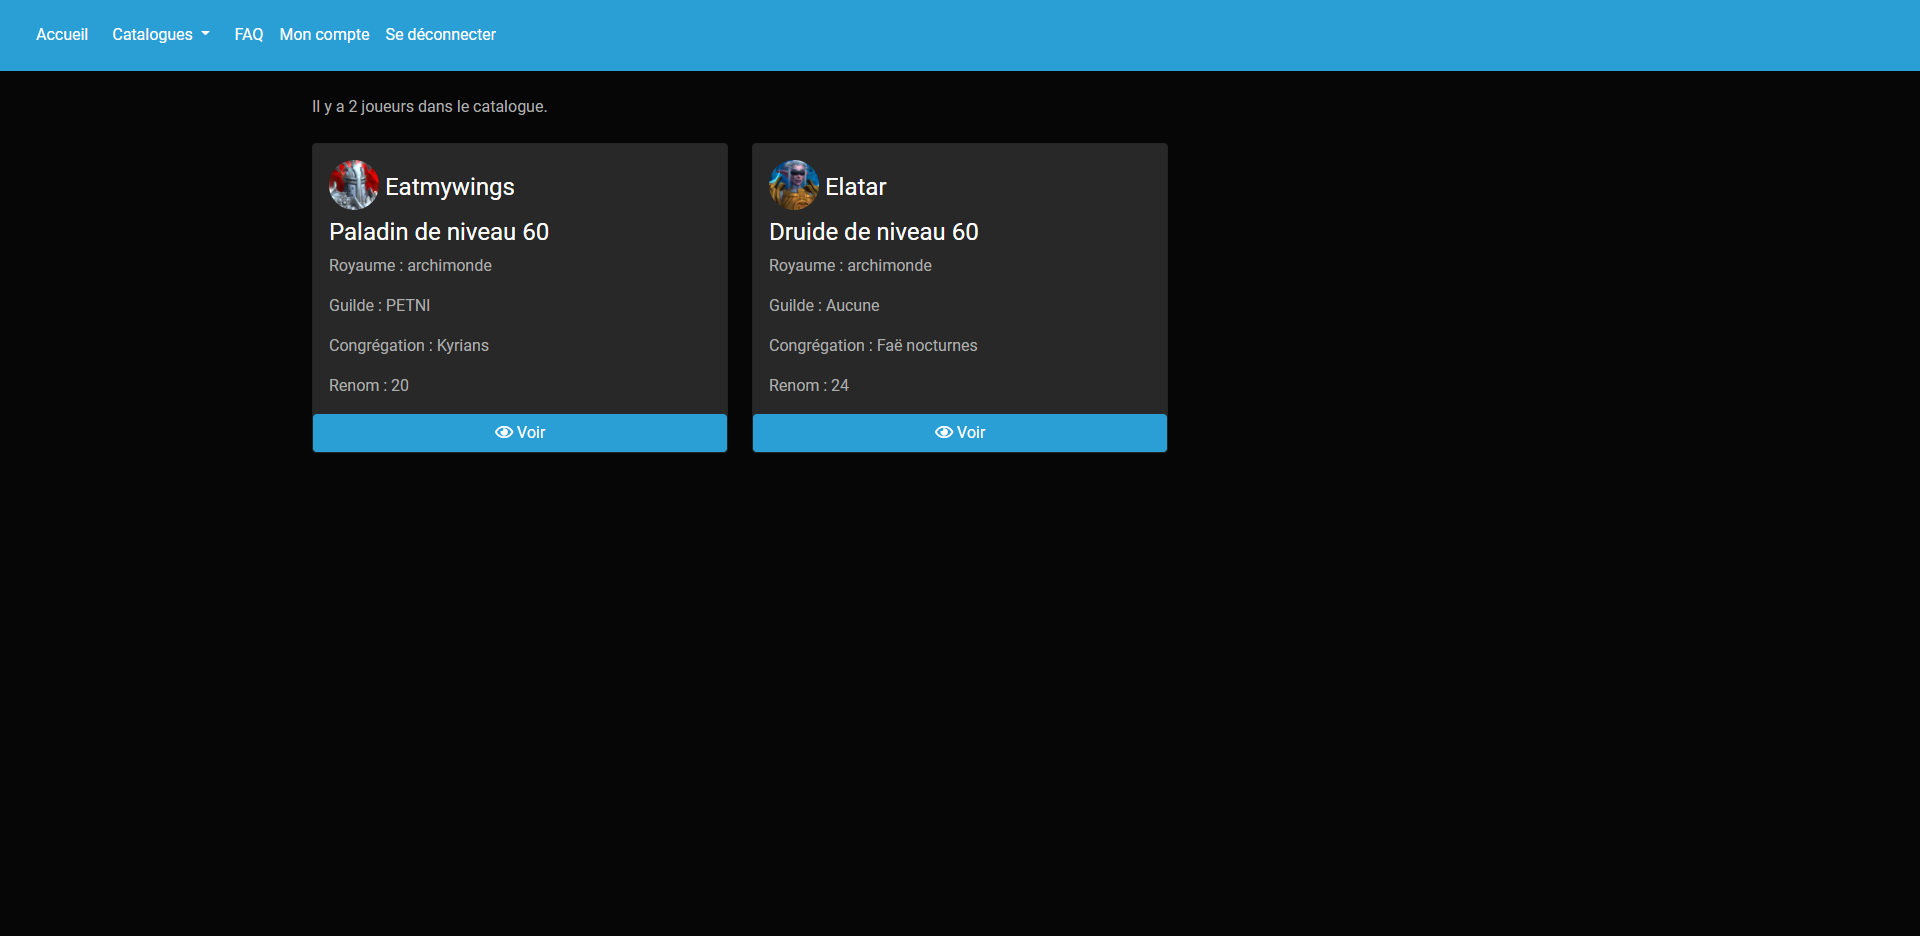 Accueil Catalogues FAQ Mon compte Se déconnecter
Il y a 2 joueurs dans le catalogue.
Eatmywings
Paladin de niveau 60
Royaume : archimonde
Guilde : PETNI
Congrégation : Kyrians
Renom : 20
Voir
Elatar
Druide de niveau 60
Royaume : archimonde
Guilde : Aucune
Congrégation : Faë nocturnes
Renom : 24
Voir